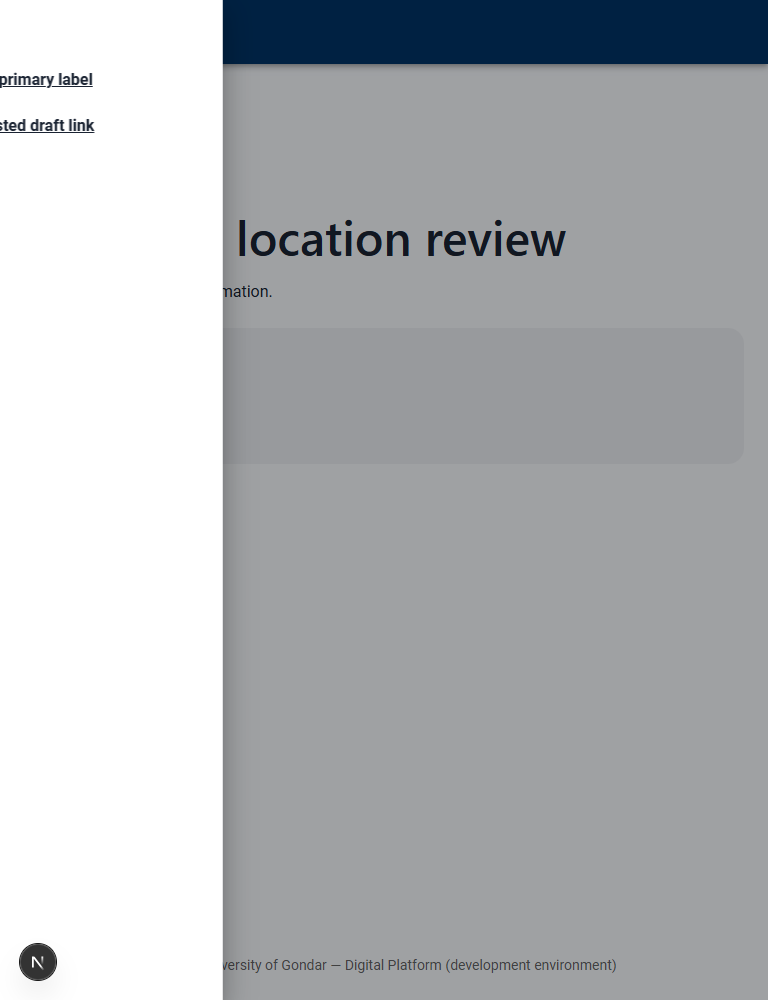 primary label
sted draft link
location review
mation.
versity of Gondar — Digital Platform (development environment)
N